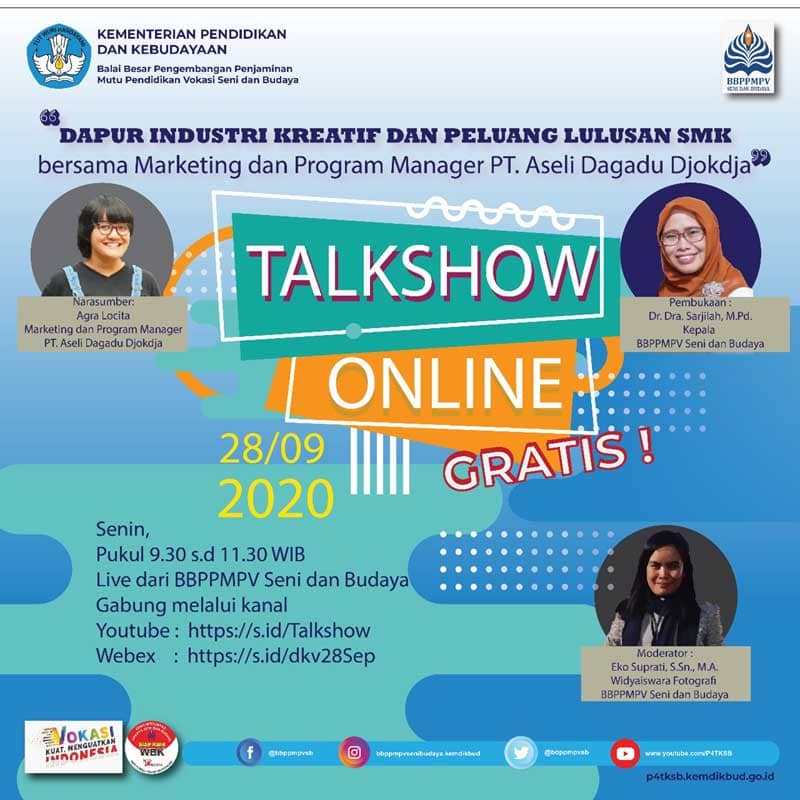 KEMENTERIAN PENDIDIKAN
DAN KEBUDAYAAN
Balai Besar Pengembangan Penjaminan
Mutu Pendidikan Vokasi Seni dan Budaya
BBPPMPV
SENI DAN BUDAYA
“DAPUR INDUSTRI KREATIF DAN PELUANG LULUSAN SMK
bersama Marketing dan Program Manager PT. Aseli Dagadu Djokdja”
TALKSHOW
ONLINE
GRATIS !
Narasumber:
Agra Locita
Marketing dan Program Manager
PT. Aseli Dagadu Djokdja
Pembukaan :
Dr. Dra. Sarjilah, M.Pd.
Kepala
BBPPMPV Seni dan Budaya
28/09
2020
Senin,
Pukul 9.30 s.d 11.30 WIB
Live dari BBPPMPV Seni dan Budaya
Gabung melalui kanal
Youtube : https://s.id/Talkshow
Webex : https://s.id/dkv28Sep
Moderator :
Eko Suprati, S.Sn., M.A.
Widyaiswara Fotografi
BBPPMPV Seni dan Budaya
VOKASI
KUAT, MENGUATKAN
INDONESIA
WBK
@bbppmpvsb
bbppmpvsenibudaya.kemdikbud
@bbppmpvsb
www.youtube.com/P4TKSB
p4tksb.kemdikbud.go.id